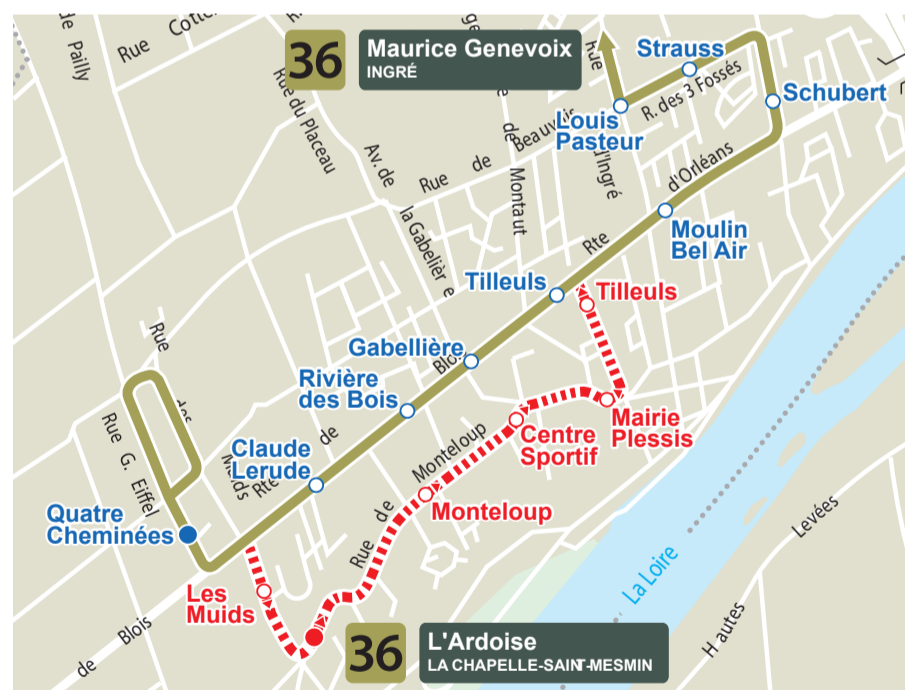 de Pailly
Rue Cotte
R.
Rue
36
Maurice Genevoix
INGRÉ
Strauss
R. des 3 Fossés
Schubert
Louis
Pasteur
d'Ingré
Rue du Placeau
Av. de
la Gabelière
Rue de Beauvois
de
Montaut
Rte
d'Orléans
Moulin
Bel Air
Tilleuls
Tilleuls
Gabellière
Blois
Rivière
des Bois
Rue
des
Muids
Rue G. Eiffel
Claude
Lerude
Rte de
Mairie
Plessis
Centre
Sportif
Rue de Monteloup
Monteloup
Quatre
Cheminées
Les
Muids
de Blois
La Loire
Levées
Hautes
36
L'Ardoise
LA CHAPELLE-SAINT-MESMIN